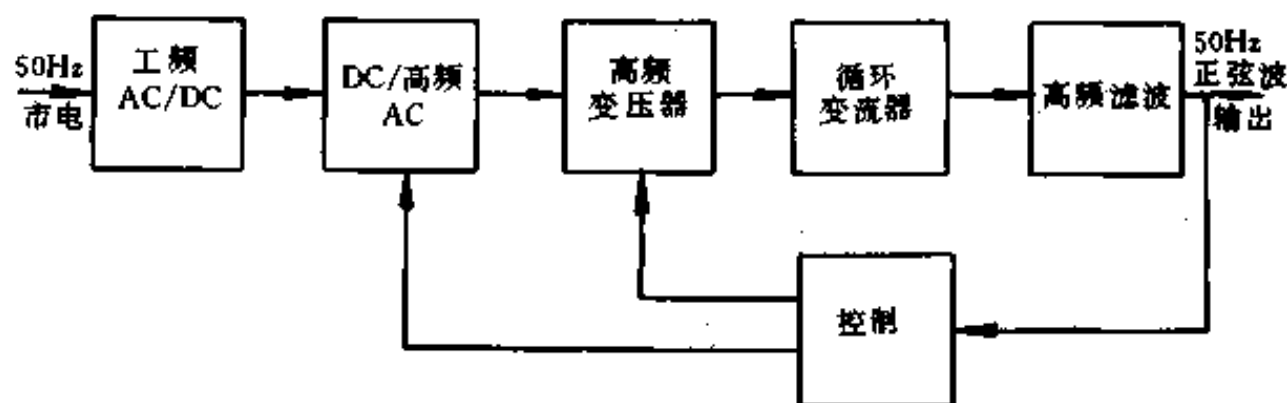 50Hz
市电
工频
AC/DC
DC/高频
AC
高频
变压器
循环
变流器
高频滤波
50Hz
正弦波
输出
控制